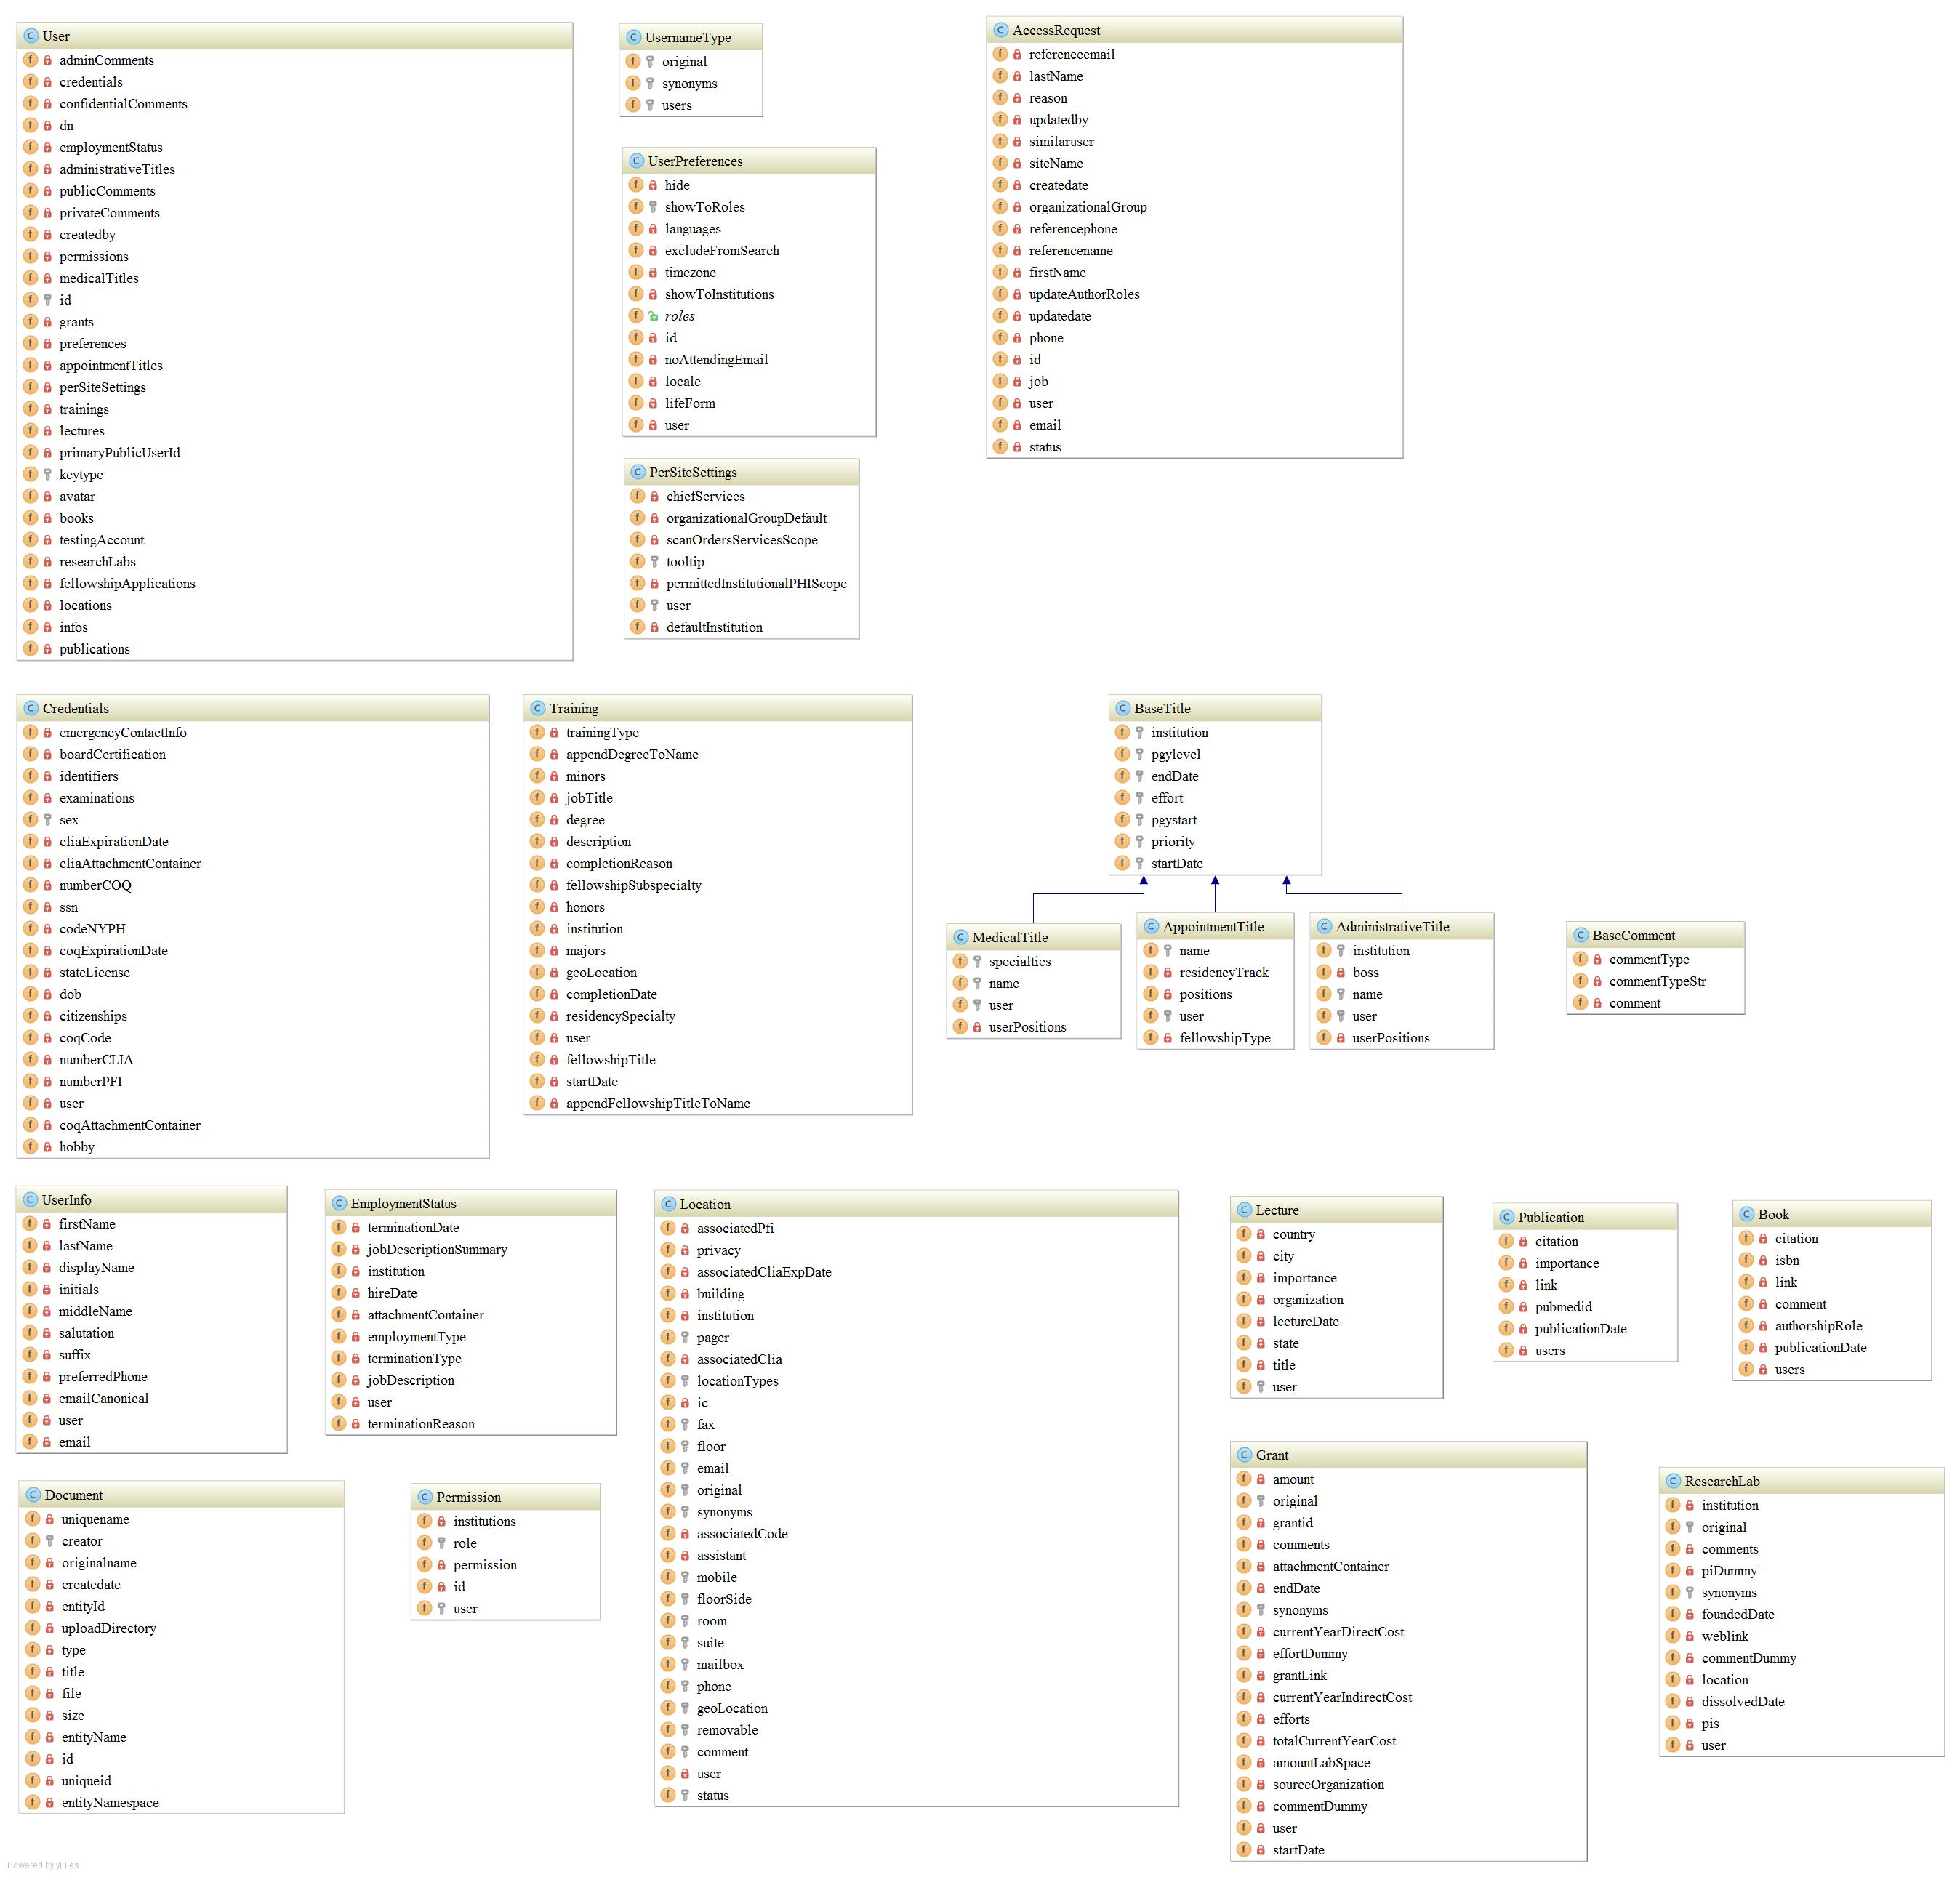 User
adminComments
credentials
confidentialComments
dn
employmentStatus
administrativeTitles
publicComments
privateComments
createdby
permissions
medicalTitles
id
grants
preferences
appointmentTitles
perSiteSettings
trainings
lectures
primaryPublicUserId
keytype
avatar
books
testingAccount
researchLabs
fellowshipApplications
locations
infos
publications
UsernameType
original
synonyms
users
UserPreferences
hide
showToRoles
languages
excludeFromSearch
timezone
showToInstitutions
roles
id
noAttendingEmail
locale
lifeForm
user
PerSiteSettings
chiefServices
organizationalGroupDefault
scanOrdersServicesScope
tooltip
permittedInstitutionalPHIScope
user
defaultInstitution
AccessRequest
referenceemail
lastName
reason
updatedby
similaruser
siteName
createdate
organizationalGroup
referencephone
referencename
firstName
updateAuthorRoles
updatedate
phone
id
job
user
email
status
Credentials
emergencyContactInfo
boardCertification
identifiers
examinations
sex
cliaExpirationDate
cliaAttachmentContainer
numberCOQ
ssn
codeNYPH
coqExpirationDate
stateLicense
dob
citizenships
coqCode
numberCLIA
numberPFI
user
coqAttachmentContainer
hobby
Training
trainingType
appendDegreeToName
minors
jobTitle
degree
description
completionReason
fellowshipSubspecialty
honors
institution
majors
geoLocation
completionDate
residencySpecialty
user
fellowshipTitle
startDate
appendFellowshipTitleToName
BaseTitle
institution
pgylevel
endDate
effort
pgystart
priority
startDate
MedicalTitle
specialties
name
user
userPositions
AppointmentTitle
name
residencyTrack
positions
user
fellowshipType
AdministrativeTitle
institution
boss
name
user
userPositions
BaseComment
commentType
commentTypeStr
comment
UserInfo
firstName
lastName
displayName
initials
middleName
salutation
suffix
preferredPhone
emailCanonical
user
email
EmploymentStatus
terminationDate
jobDescriptionSummary
institution
hireDate
attachmentContainer
employmentType
terminationType
jobDescription
user
terminationReason
Location
associatedPfi
privacy
associatedCliaExpDate
building
institution
pager
associatedClia
locationTypes
ic
fax
floor
email
original
synonyms
associatedCode
assistant
mobile
floorSide
room
suite
mailbox
phone
geoLocation
removable
comment
user
status
Lecture
country
city
importance
organization
lectureDate
state
title
user
Publication
citation
importance
link
pubmedid
publicationDate
users
Book
citation
isbn
link
comment
authorshipRole
publicationDate
users
Document
uniquename
creator
originalname
createdate
entityId
uploadDirectory
type
title
file
size
entityName
id
uniqueid
entityNamespace
Permission
institutions
role
permission
id
user
Grant
amount
original
grantid
comments
attachmentContainer
endDate
synonyms
currentYearDirectCost
effortDummy
grantLink
currentYearIndirectCost
efforts
totalCurrentYearCost
amountLabSpace
sourceOrganization
commentDummy
user
startDate
ResearchLab
institution
original
comments
piDummy
synonyms
foundedDate
weblink
commentDummy
location
dissolvedDate
pis
user
Powered by yFiles